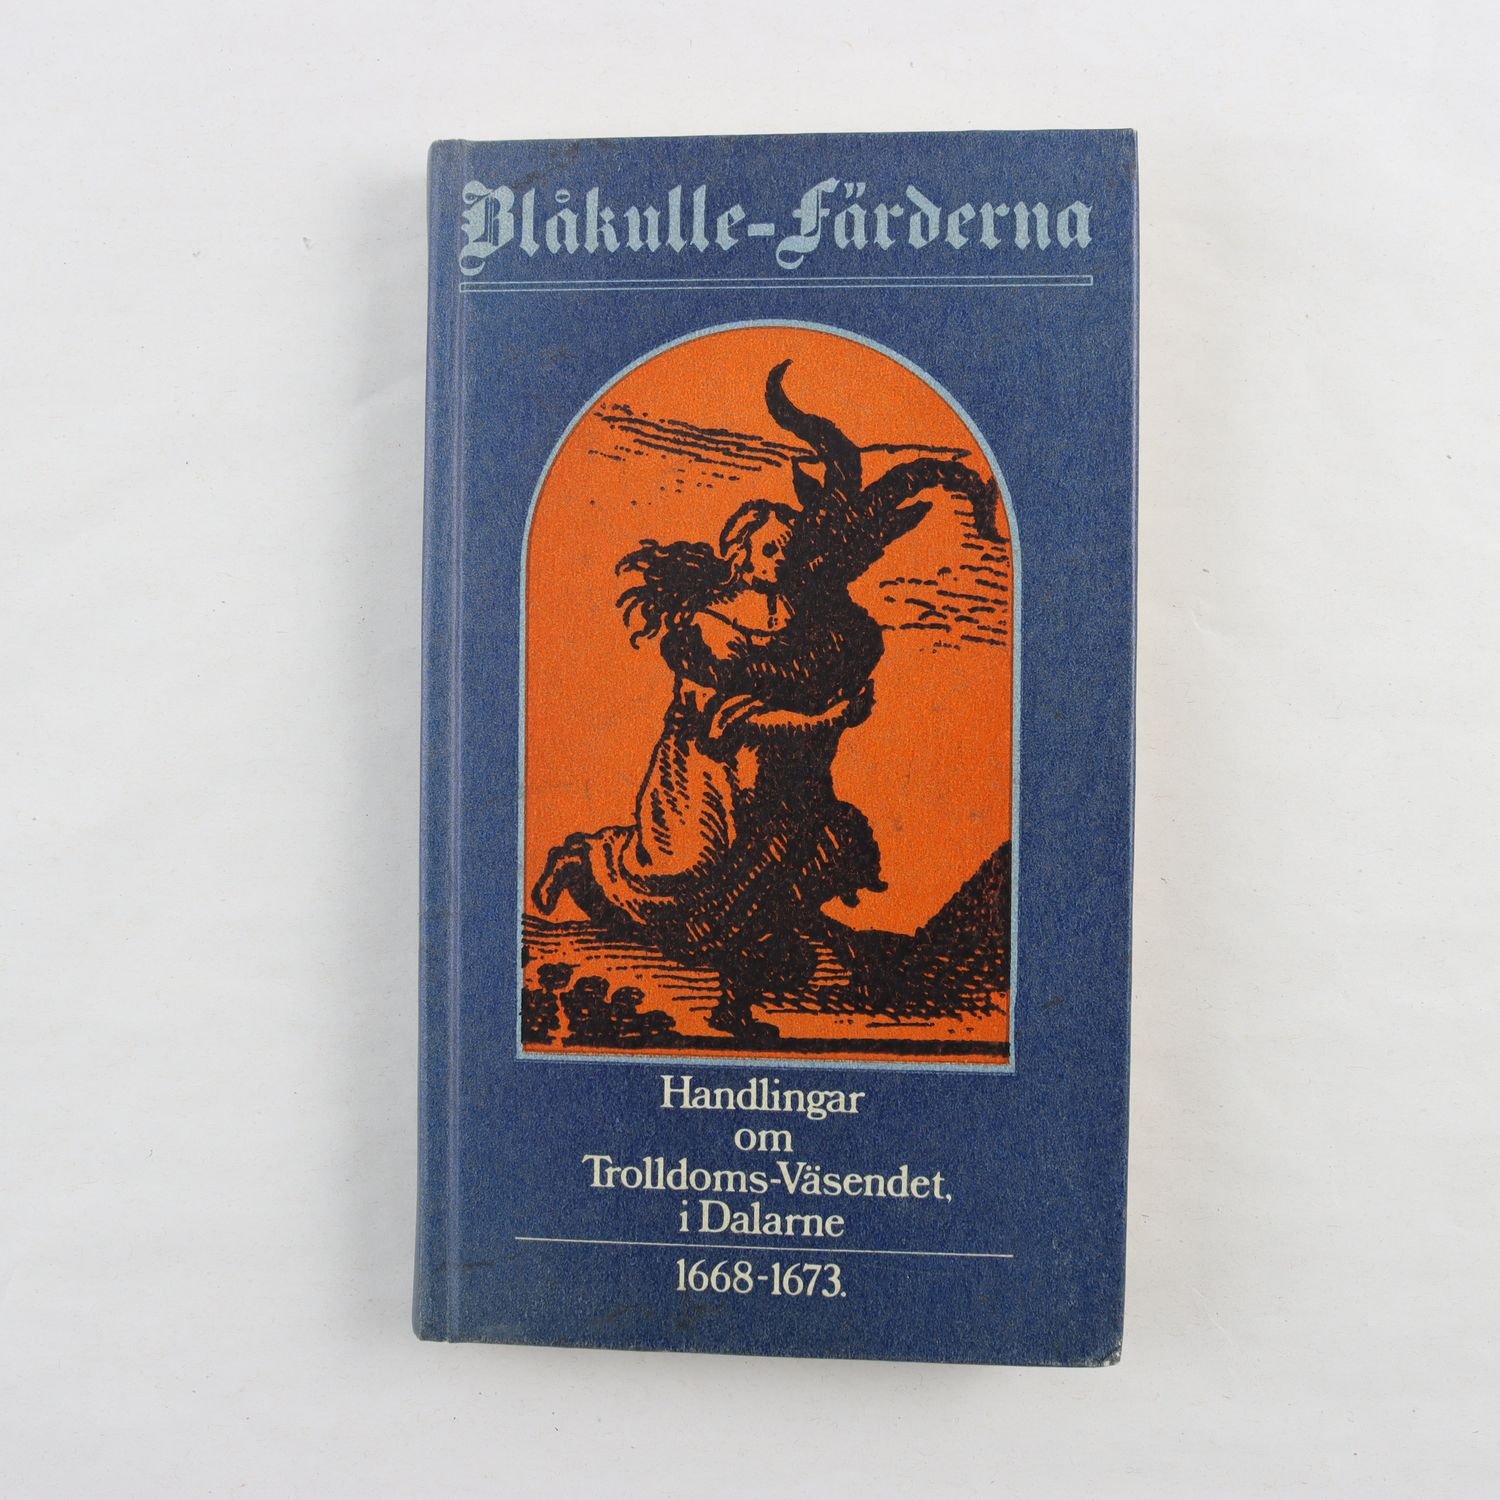 Blåkulle-Färderna
Handlingar
om
Trolldoms-Väsendet,
i Dalarne
1668-1673.